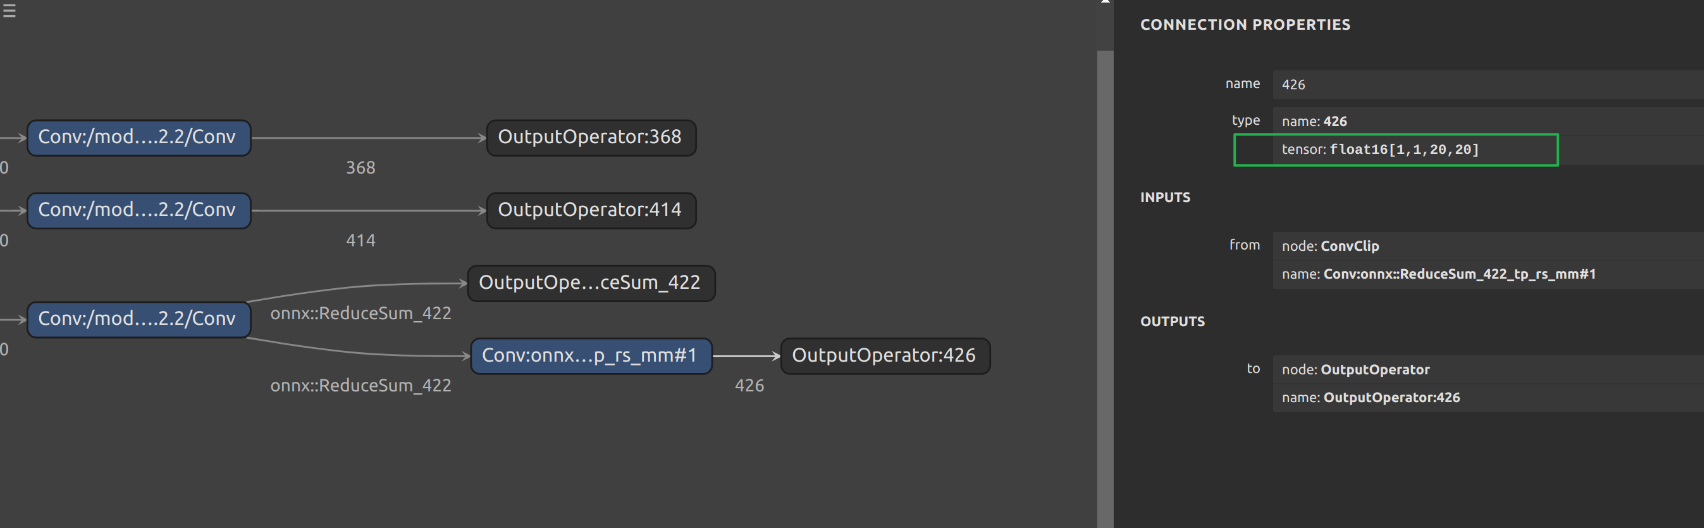 Conv:/mod....2.2/Conv
OutputOperator:368
0
368
Conv:/mod....2.2/Conv
OutputOperator:414
0
414
OutputOpe...ceSum_422
Conv:/mod....2.2/Conv
onnx::ReduceSum_422
0
Conv:onnx...p_rs_mm#1
OutputOperator:426
onnx::ReduceSum_422
426
CONNECTION PROPERTIES
name
426
type
name: 426
tensor: float16[1,1,20,20]
INPUTS
from
node: ConvClip
name: Conv:onnx::ReduceSum_422_tp_rs_mm#1
OUTPUTS
to
node: OutputOperator
name: OutputOperator:426